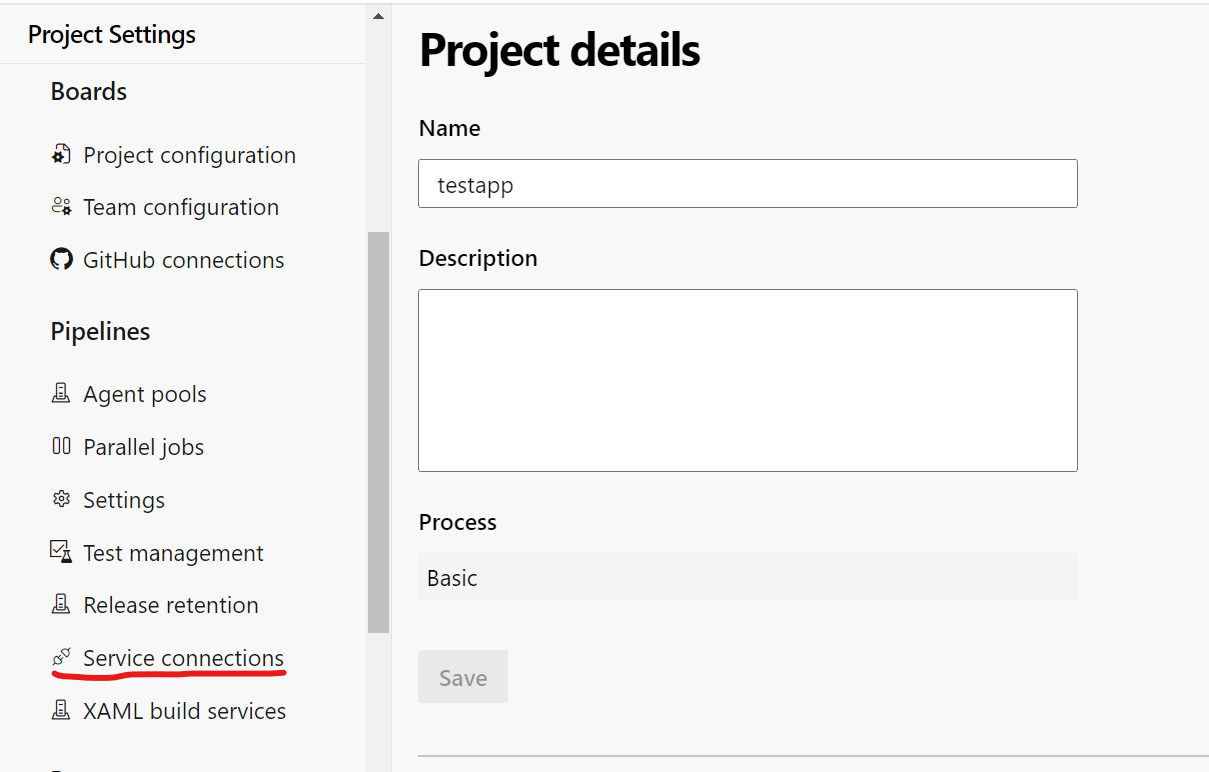 Project Settings
Boards
Project configuration
Team configuration
GitHub connections
Pipelines
Agent pools
Parallel jobs
Settings
Test management
Release retention
Service connections
XAML build services
Project details
Name
testapp
Description
Process
Basic
Save